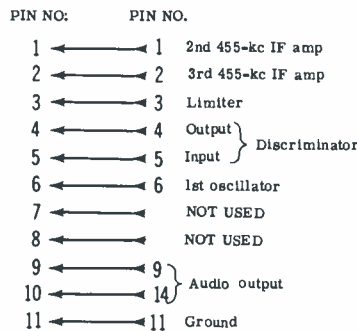 PIN NO: PIN NO.
1 1 2nd 455-kc IF amp
2 2 3rd 455-kc IF amp
3 3 Limiter
4 4 Output
Discriminator
5 5 Input
6 6 1st oscillator
7 NOT USED
8 NOT USED
9 9
Audio output
10 14
11 11 Ground